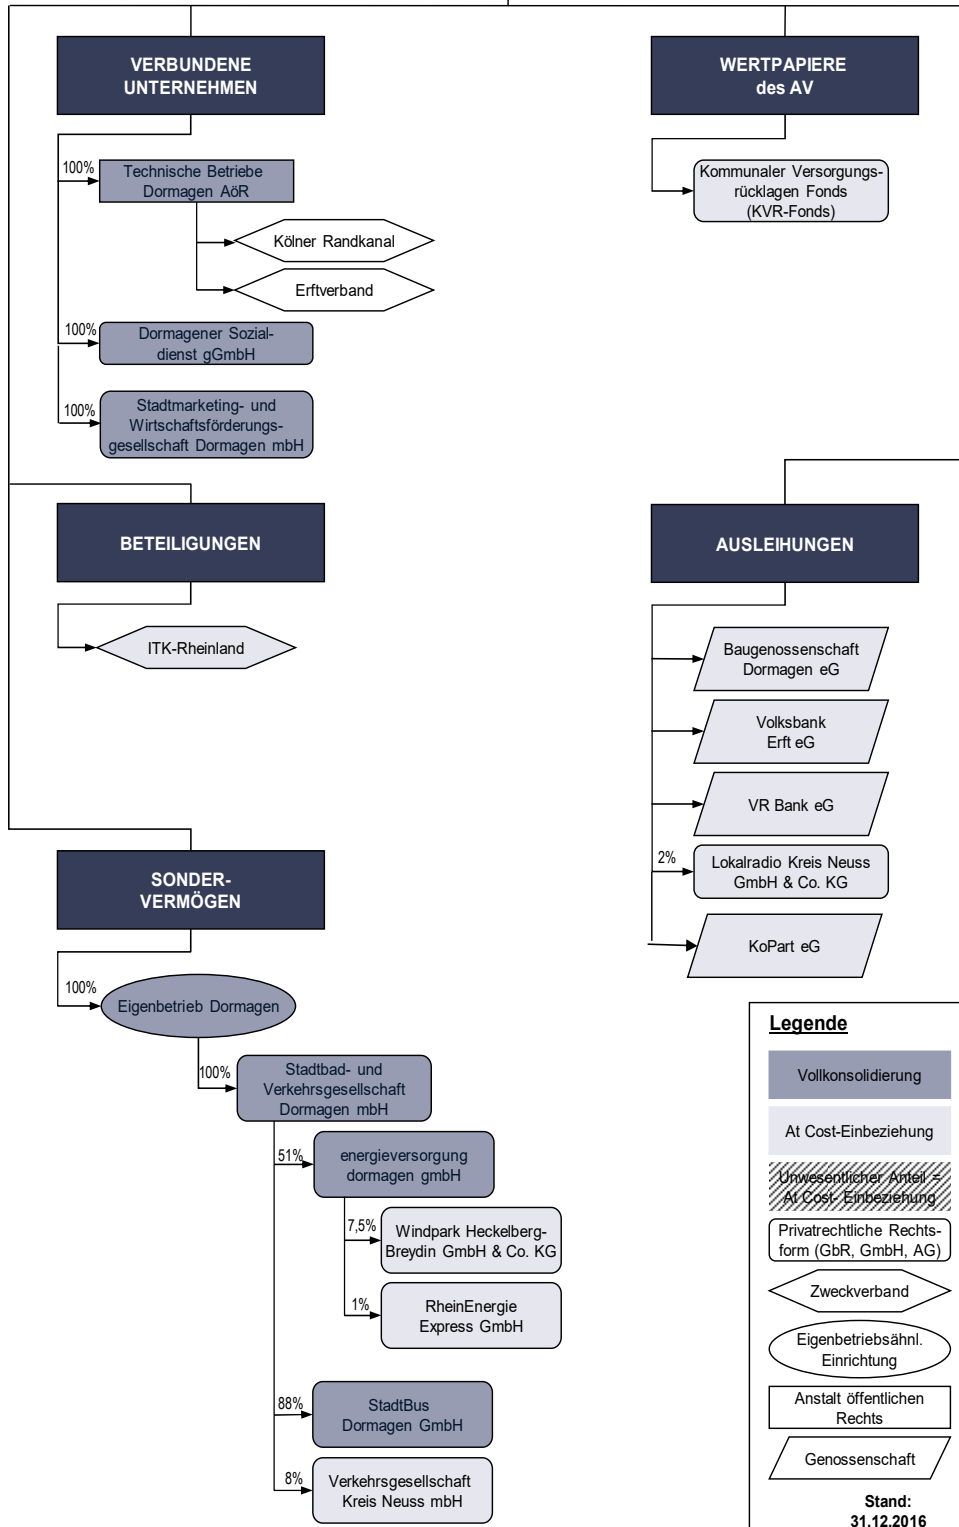 VERBUNDENE
UNTERNEHMEN
100%
Technische Betriebe
Dormagen AöR
Kölner Randkanal
Erftverband
100%
Dormagener Sozial-
dienst gGmbH
100%
Stadtmarketing- und
Wirtschaftsförderungs-
gesellschaft Dormagen mbH
WERTPAPIERE
des AV
Kommunaler Versorgungs-
rücklagen Fonds
(KVR-Fonds)
BETEILIGUNGEN
ITK-Rheinland
AUSLEIHUNGEN
Baugenossenschaft
Dormagen eG
Volksbank
Erft eG
VR Bank eG
2%
Lokalradio Kreis Neuss
GmbH & Co. KG
KoPart eG
SONDER-
VERMÖGEN
100%
Eigenbetrieb Dormagen
100%
Stadtbad- und
Verkehrsgesellschaft
Dormagen mbH
51%
energieversorgung
dormagen gmbH
7,5%
Windpark Heckelberg-
Breydin GmbH & Co. KG
1%
RheinEnergie
Express GmbH
88%
StadtBus
Dormagen GmbH
8%
Verkehrsgesellschaft
Kreis Neuss mbH
Legende
Vollkonsolidierung
At Cost-Einbeziehung
Unwesentlicher Anteil =
At Cost- Einbeziehung
Privatrechtliche Rechts-
form (GbR, GmbH, AG)
Zweckverband
Eigenbetriebsähnl.
Einrichtung
Anstalt öffentlichen
Rechts
Genossenschaft
Stand:
31.12.2016